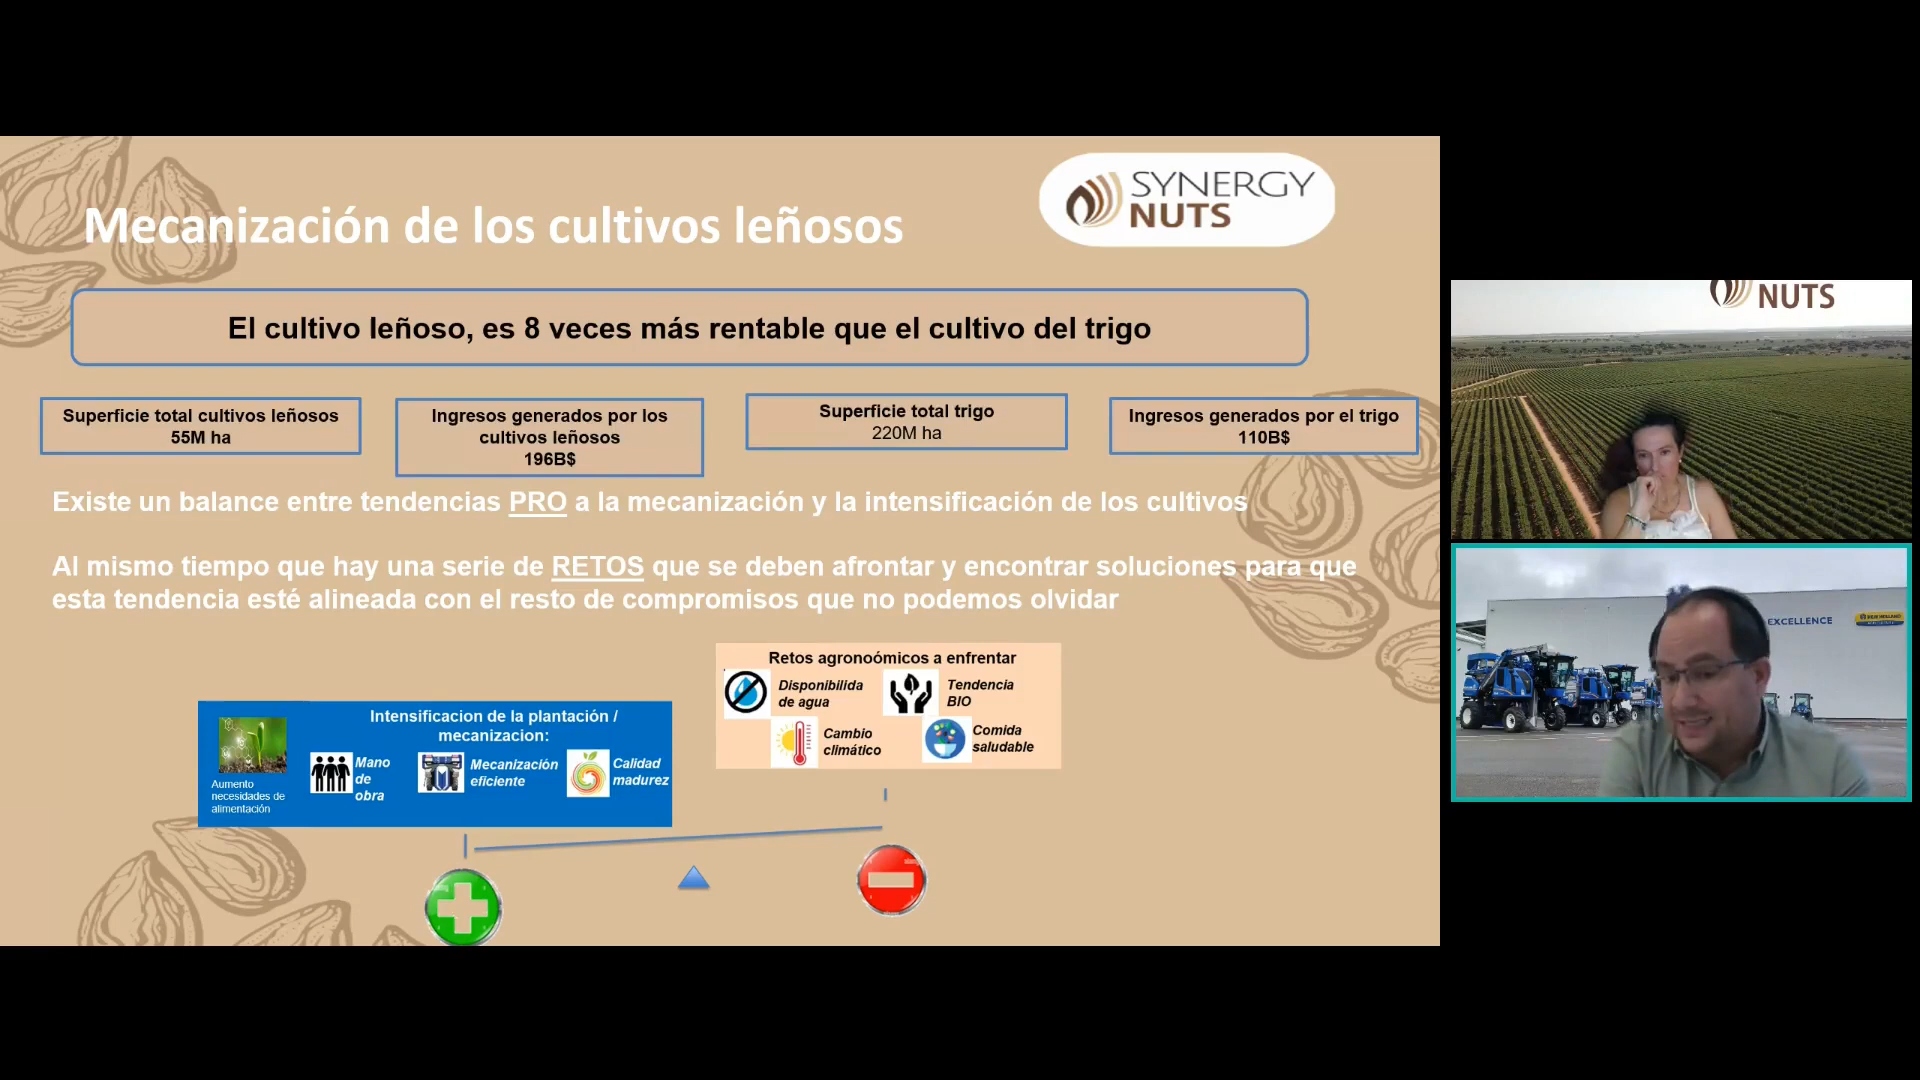 Mecanización de los cultivos leñosos
SYNERGY
NUTS
El cultivo leñoso, es 8 veces más rentable que el cultivo del trigo
Superficie total cultivos leñosos
55M ha
Ingresos generados por los
cultivos leñosos
196B$
Superficie total trigo
220M ha
Ingresos generados por el trigo
110B$
Existe un balance entre tendencias PRO a la mecanización y la intensificación de los cultivos
Al mismo tiempo que hay una serie de RETOS que se deben afrontar y encontrar soluciones para que
esta tendencia esté alineada con el resto de compromisos que no podemos olvidar
Retos agronoómicos a enfrentar
Disponibilida
de agua
Tendencia
BIO
Cambio
climático
Comida
saludable
Intensificacion de la plantación /
mecanizacion:
Aumento
necesidades de
alimentación
Mano
de
obra
Mecanización
eficiente
Calidad
madurez
NUTS
EXCELLENCE
NEW HOLLAND